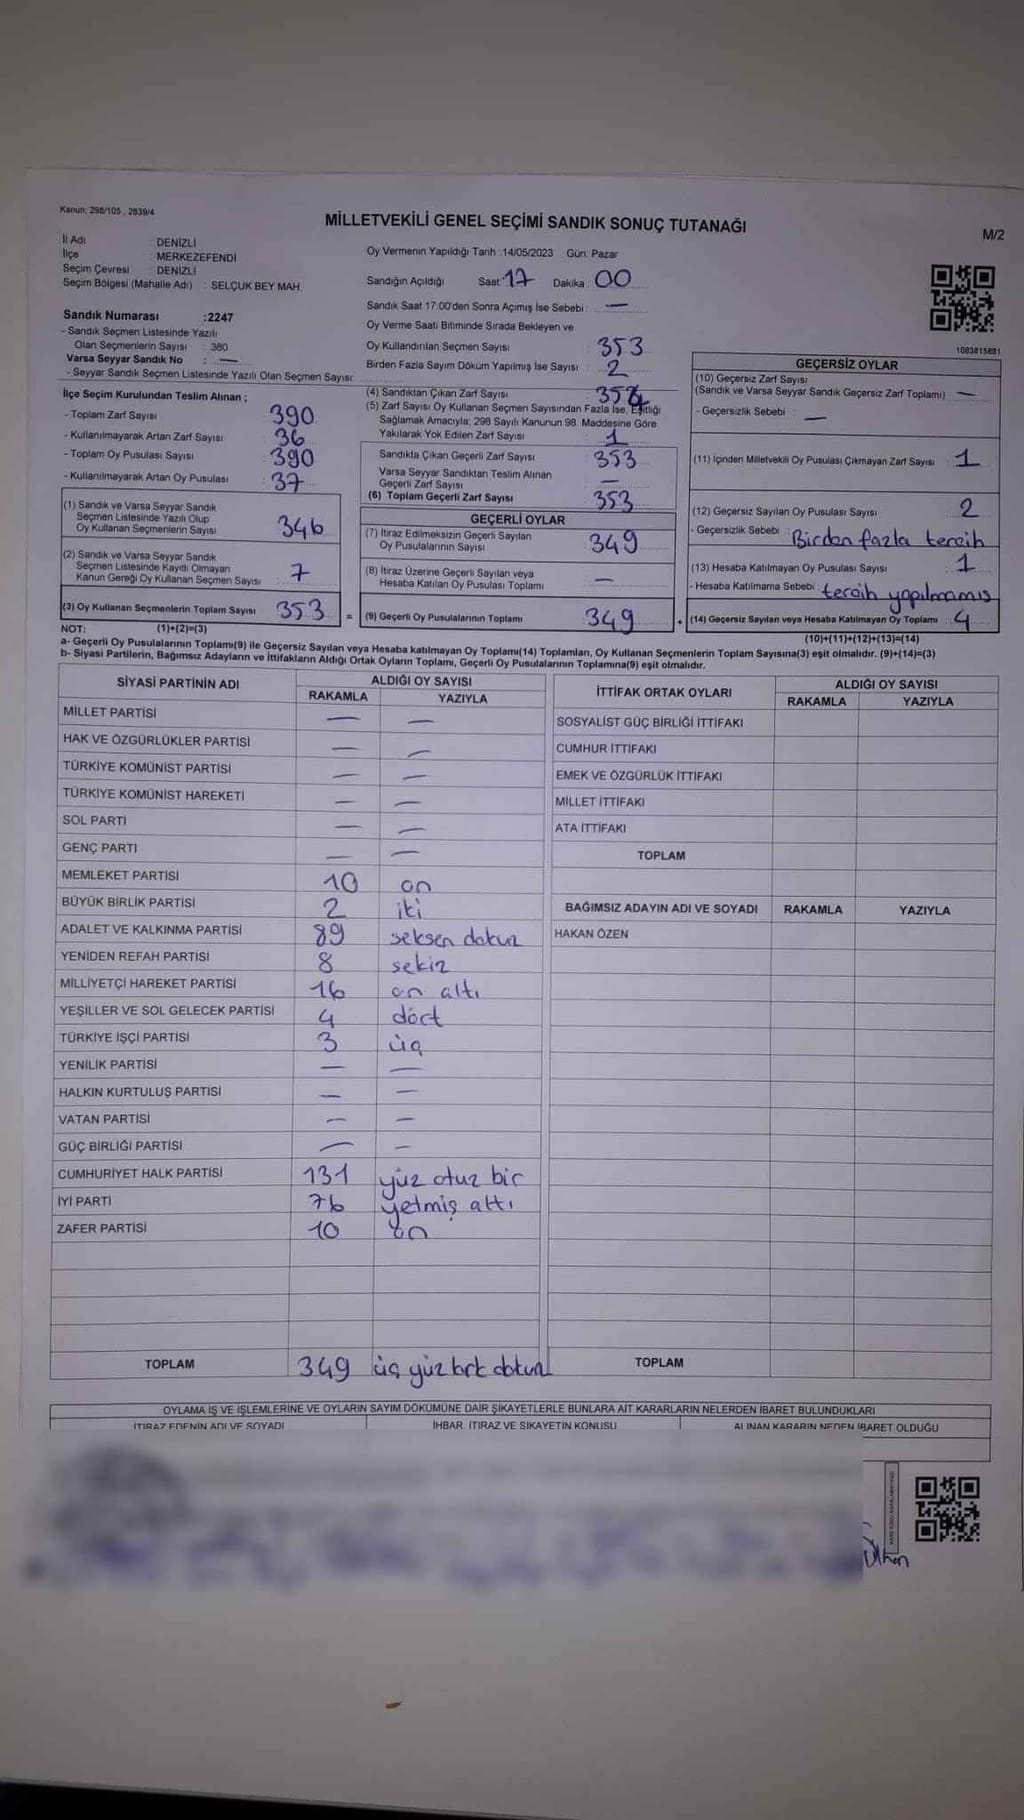 Kanun: 298/105 , 2839/4
MİLLETVEKİLİ GENEL SEÇİMİ SANDIK SONUÇ TUTANAĞI
M/2
İl Adı : DENİZLİ
İlçe : MERKEZEFENDİ
Seçim Çevresi : DENİZLİ
Seçim Bölgesi (Mahalle Adı) : SELÇUK BEY MAH.
Sandık Numarası :2247
- Sandık Seçmen Listesinde Yazılı
Olan Seçmenlerin Sayısı : 380
Varsa Seyyar Sandık No : —
- Seyyar Sandık Seçmen Listesinde Yazılı Olan Seçmen Sayısı:
İlçe Seçim Kurulundan Teslim Alınan ;
- Toplam Zarf Sayısı : 390
- Kullanılmayarak Artan Zarf Sayısı : 36
- Toplam Oy Pusulası Sayısı : 390
- Kullanılmayarak Artan Oy Pusulası : 37
(1) Sandık ve Varsa Seyyar Sandık
Seçmen Listesinde Yazılı Olup
Oy Kullanan Seçmenlerin Sayısı : 346
(2) Sandık ve Varsa Seyyar Sandık
Seçmen Listesinde Kayıtlı Olmayan
Kanun Gereği Oy Kullanan Seçmen Sayısı : 7
(3) Oy Kullanan Seçmenlerin Toplam Sayısı : 353 =
Oy Vermenin Yapıldığı Tarih :14/05/2023 Gün: Pazar
Sandığın Açıldığı Saat: 17 Dakika: 00
Sandık Saat 17:00'den Sonra Açımış İse Sebebi : —
Oy Verme Saati Bitiminde Sırada Bekleyen ve
Oy Kullandırılan Seçmen Sayısı : 353
Birden Fazla Sayım Döküm Yapılmış İse Sayısı : 2
(4) Sandıktan Çıkan Zarf Sayısı : 354
(5) Zarf Sayısı Oy Kullanan Seçmen Sayısından Fazla İse, Eşitliği
Sağlamak Amacıyla; 298 Sayılı Kanunun 98. Maddesine Göre
Yakılarak Yok Edilen Zarf Sayısı : 1
Sandıkta Çıkan Geçerli Zarf Sayısı : 353
Varsa Seyyar Sandıktan Teslim Alınan
Geçerli Zarf Sayısı : —
(6) Toplam Geçerli Zarf Sayısı : 353
GEÇERLİ OYLAR
(7) İtiraz Edilmeksizin Geçerli Sayılan
Oy Pusulalarının Sayısı : 349
(8) İtiraz Üzerine Geçerli Sayılan veya
Hesaba Katılan Oy Pusulası Toplamı : —
(9) Geçerli Oy Pusulalarının Toplamı : 349 +
1083815681
GEÇERSİZ OYLAR
(10) Geçersiz Zarf Sayısı
(Sandık ve Varsa Seyyar Sandık Geçersiz Zarf Toplamı) : —
- Geçersizlik Sebebi : —
(11) İçinden Milletvekili Oy Pusulası Çıkmayan Zarf Sayısı : 1
(12) Geçersiz Sayılan Oy Pusulası Sayısı : 2
- Geçersizlik Sebebi : Birden fazla tercih
(13) Hesaba Katılmayan Oy Pusulası Sayısı : 1
- Hesaba Katılmama Sebebi : tercih yapılmamış
(14) Geçersiz Sayılan veya Hesaba Katılmayan Oy Toplamı : 4
NOT: (1)+(2)=(3) (10)+(11)+(12)+(13)=(14)
a- Geçerli Oy Pusulalarının Toplamı(9) ile Geçersiz Sayılan veya Hesaba katılmayan Oy Toplamı(14) Toplamları, Oy Kullanan Seçmenlerin Toplam Sayısına(3) eşit olmalıdır. (9)+(14)=(3)
b- Siyasi Partilerin, Bağımsız Adayların ve İttifakların Aldığı Ortak Oyların Toplamı, Geçerli Oy Pusulalarının Toplamına(9) eşit olmalıdır.
SİYASİ PARTİNİN ADI ALDIĞI OY SAYISI
RAKAMLA YAZIYLA
MİLLET PARTİSİ — —
HAK VE ÖZGÜRLÜKLER PARTİSİ — —
TÜRKİYE KOMÜNİST PARTİSİ — —
TÜRKİYE KOMÜNİST HAREKETİ — —
SOL PARTİ — —
GENÇ PARTİ — —
MEMLEKET PARTİSİ 10 on
BÜYÜK BİRLİK PARTİSİ 2 iki
ADALET VE KALKINMA PARTİSİ 89 seksen dokuz
YENİDEN REFAH PARTİSİ 8 sekiz
MİLLİYETÇİ HAREKET PARTİSİ 16 on altı
YEŞİLLER VE SOL GELECEK PARTİSİ 4 dört
TÜRKİYE İŞÇİ PARTİSİ 3 üç
YENİLİK PARTİSİ — —
HALKIN KURTULUŞ PARTİSİ — —
VATAN PARTİSİ — —
GÜÇ BİRLİĞİ PARTİSİ — —
CUMHURİYET HALK PARTİSİ 131 yüz otuz bir
İYİ PARTİ 76 yetmiş altı
ZAFER PARTİSİ 10 on
TOPLAM 349 üç yüz kırk dokuz
İTTİFAK ORTAK OYLARI ALDIĞI OY SAYISI
RAKAMLA YAZIYLA
SOSYALİST GÜÇ BİRLİĞİ İTTİFAKI
CUMHUR İTTİFAKI
EMEK VE ÖZGÜRLÜK İTTİFAKI
MİLLET İTTİFAKI
ATA İTTİFAKI
TOPLAM
BAĞIMSIZ ADAYIN ADI VE SOYADI RAKAMLA YAZIYLA
HAKAN ÖZEN
TOPLAM
OYLAMA İŞ VE İŞLEMLERİNE VE OYLARIN SAYIM DÖKÜMÜNE DAİR ŞİKAYETLERLE BUNLARA AİT KARARLARIN NELERDEN İBARET BULUNDUKLARI
İTİRAZ EDENİN ADI VE SOYADI İHBAR, İTİRAZ VE ŞİKAYETİN KONUSU ALINAN KARARIN NEDEN İBARET OLDUĞU